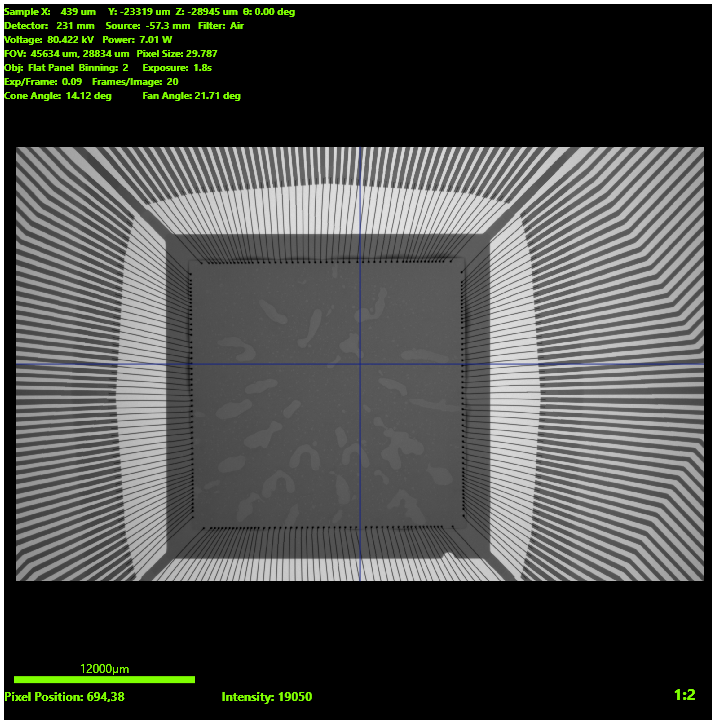 Sample X: 439 um Y: -23319 um Z: -28945 um θ: 0.00 deg
Detector: 231 mm Source: -57.3 mm Filter: Air
Voltage: 80.422 kV Power: 7.01 W
FOV: 45634 um, 28834 um Pixel Size: 29.787
Obj: Flat Panel Binning: 2 Exposure: 1.8s
Exp/Frame: 0.09 Frames/Image: 20
Cone Angle: 14.12 deg Fan Angle: 21.71 deg
12000μm
Pixel Position: 694,38 Intensity: 19050 1:2